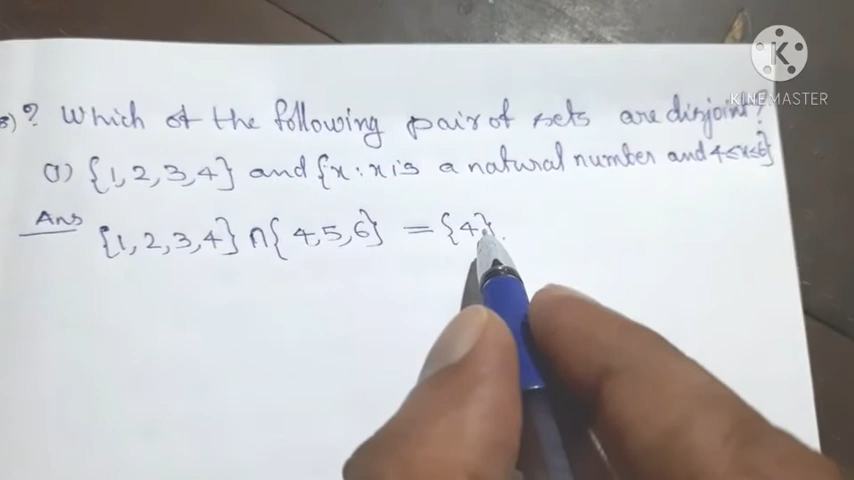 8)? Which of the following pair of sets are disjoint?
a) {1,2,3,4} and {x : x is a natural number and 4≤x≤6}
Ans {1,2,3,4} ∩ {4,5,6} = {4}.
KINEMASTER